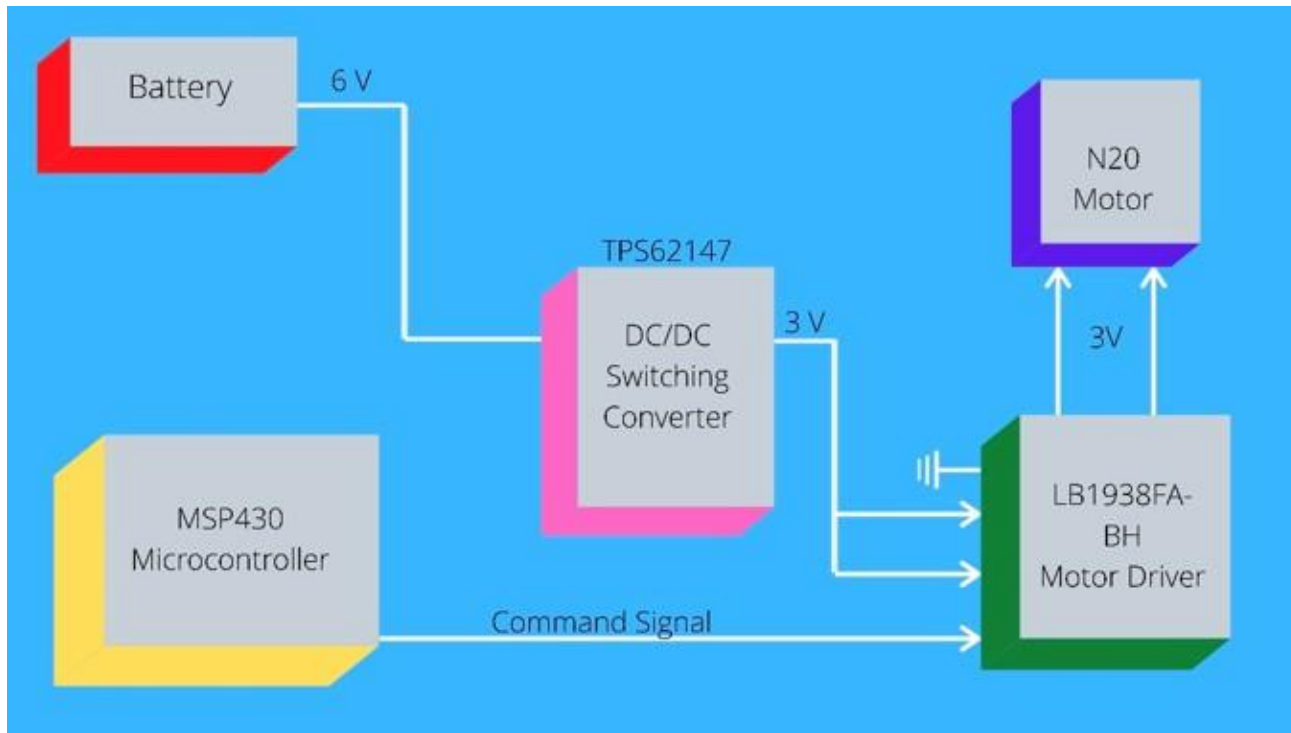 Battery
6 V
N20
Motor
TPS62147
DC/DC
Switching
Converter
3 V
3V
MSP430
Microcontroller
LB1938FA-
BH
Motor Driver
Command Signal